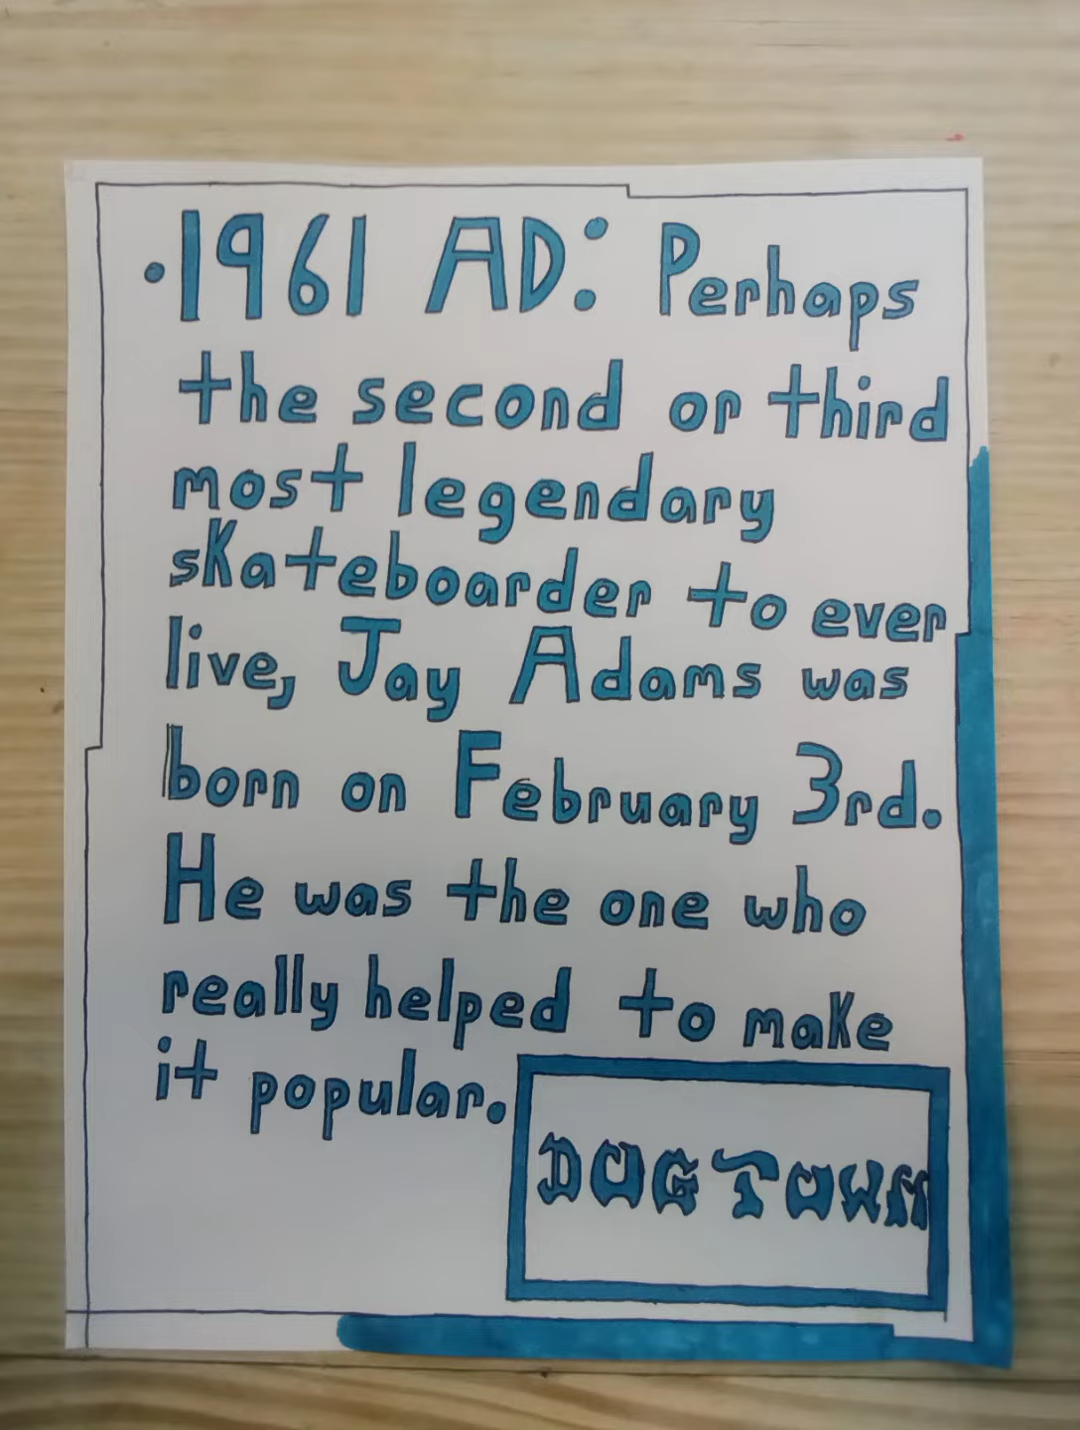 •1961 AD: Perhaps
the second or third
most legendary
skateboarder to ever
live, Jay Adams was
born on February 3rd.
He was the one who
really helped to make
it popular.
DOGTOWN